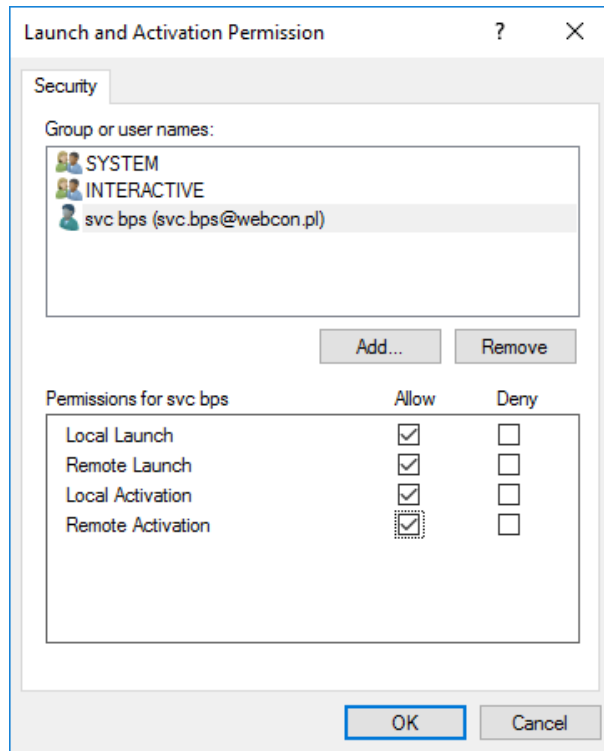 Launch and Activation Permission ? ×
Security
Group or user names:
SYSTEM
INTERACTIVE
svc bps (svc.bps@webcon.pl)
Add... Remove
Permissions for svc bps Allow Deny
Local Launch
Remote Launch
Local Activation
Remote Activation
OK Cancel